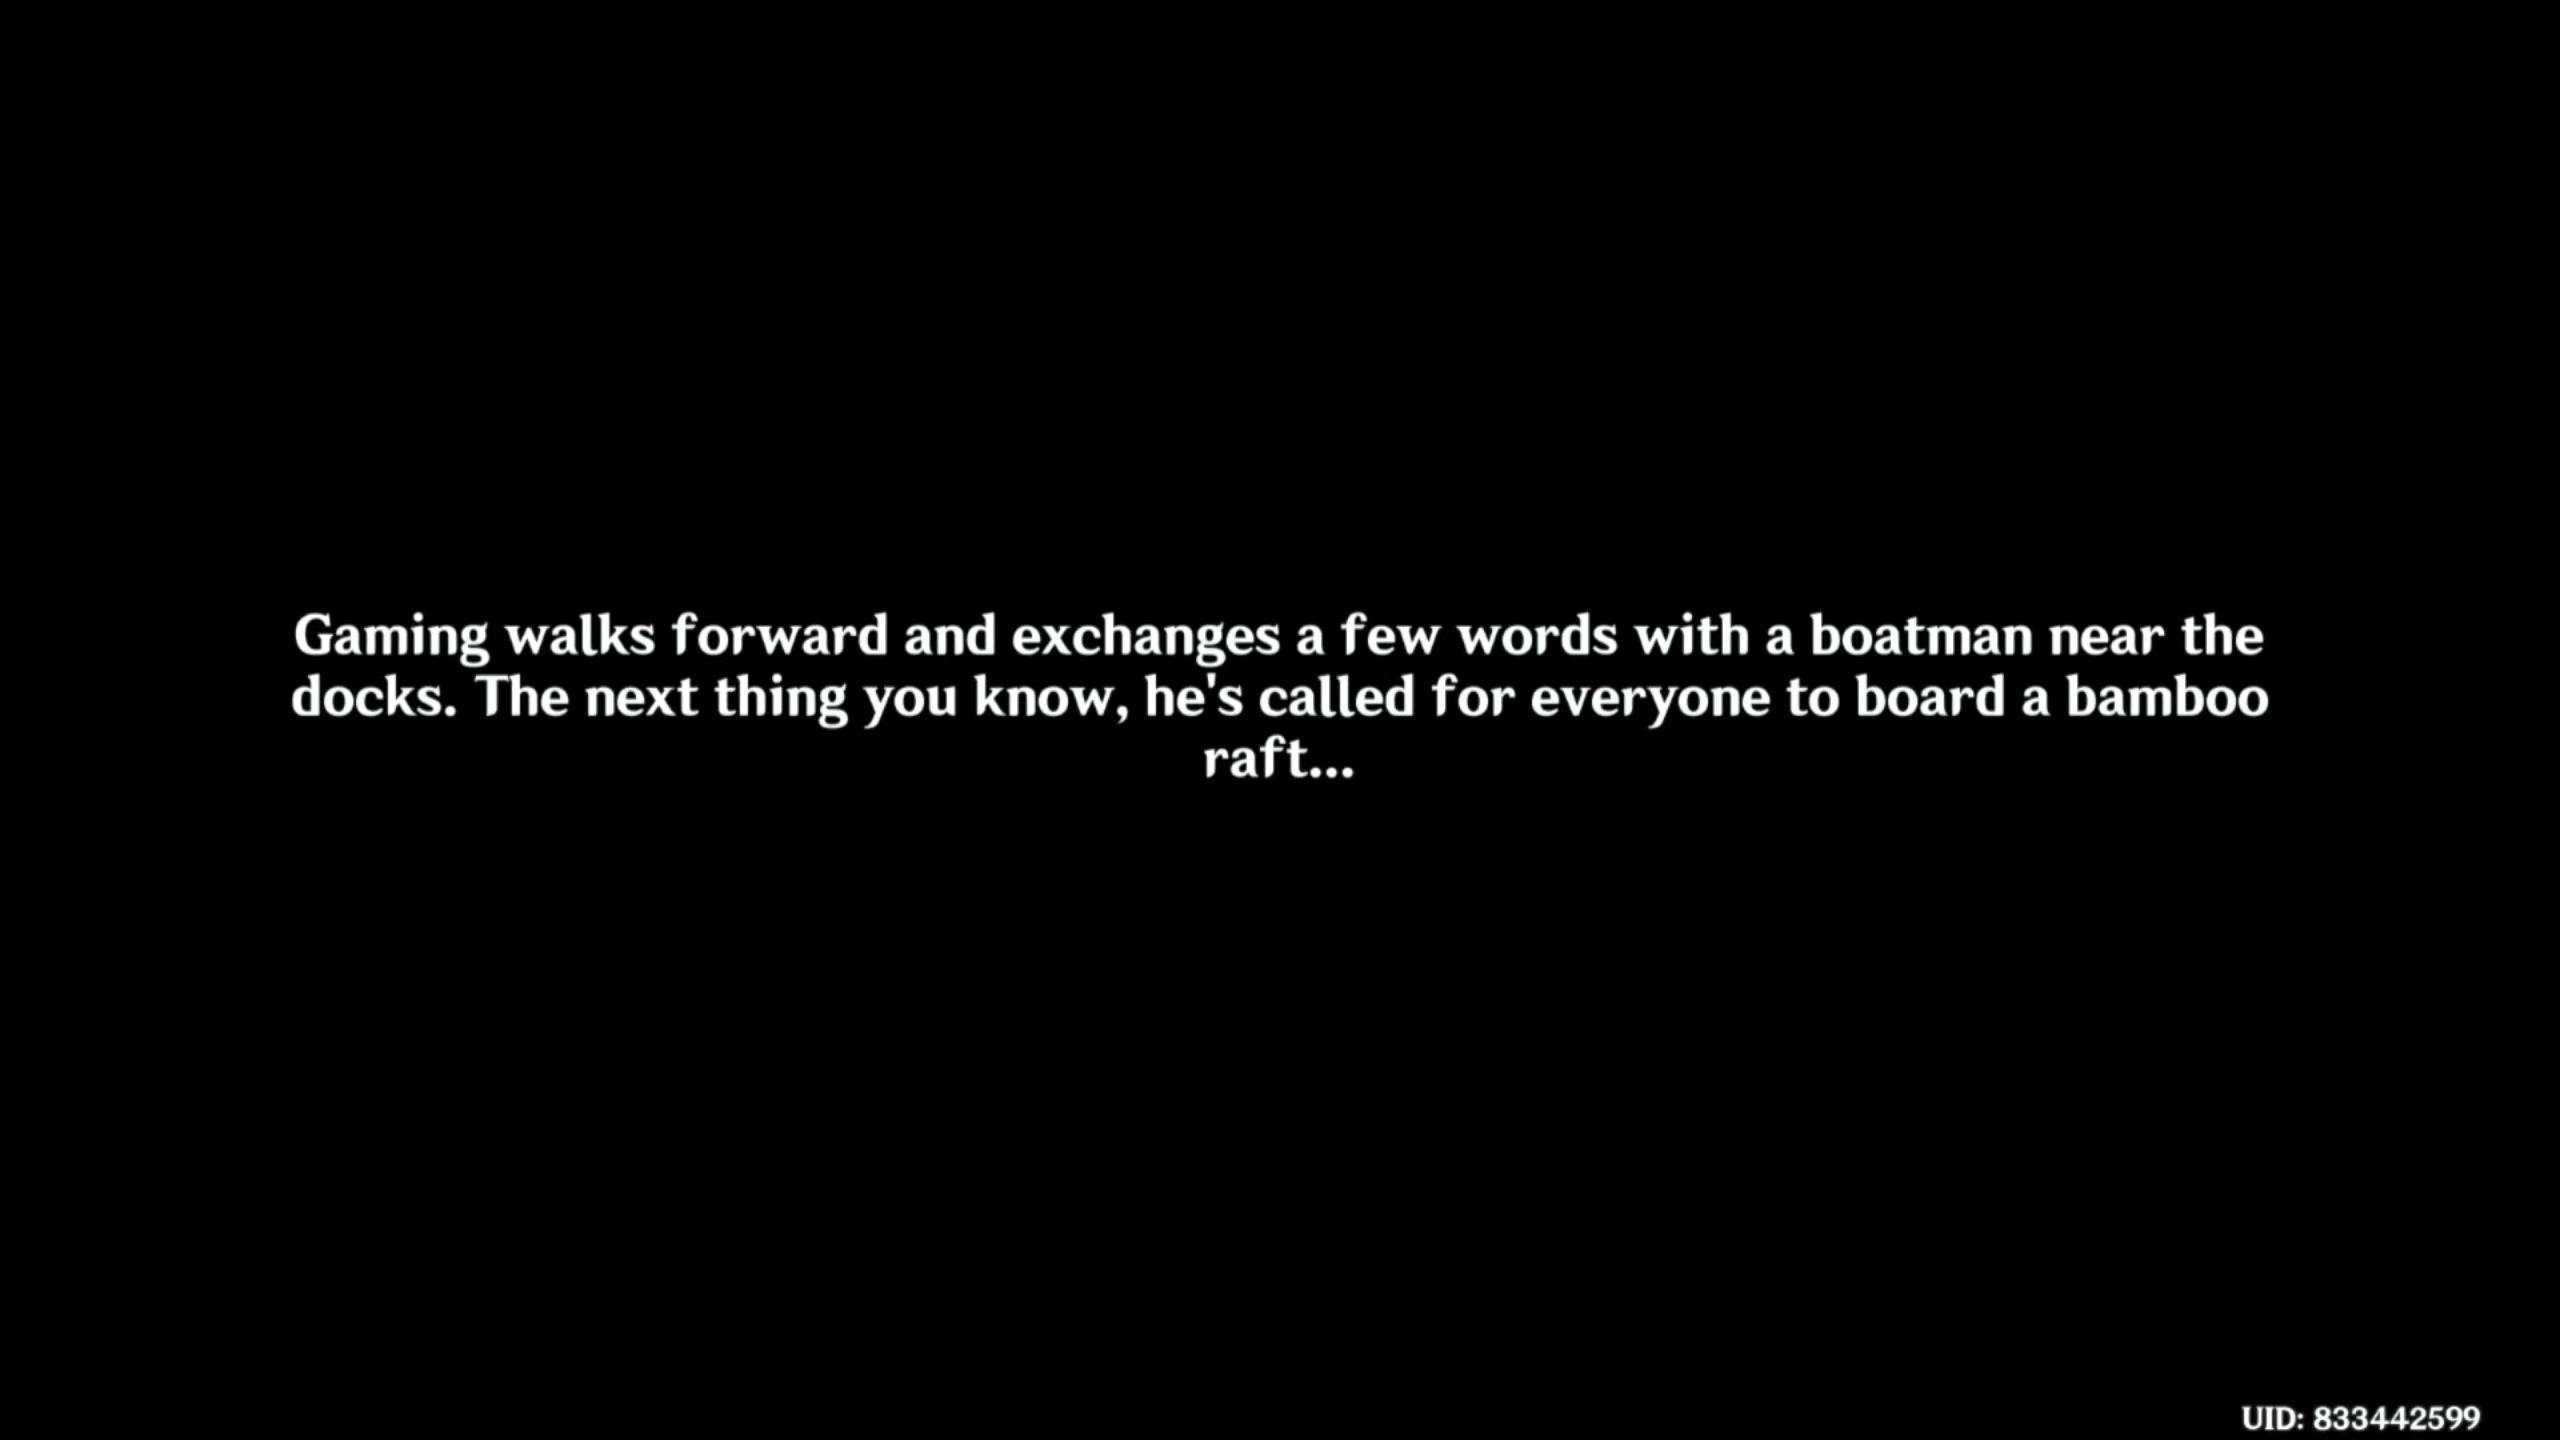 Gaming walks forward and exchanges a few words with a boatman near the
docks. The next thing you know, he's called for everyone to board a bamboo
raft...
UID: 833442599